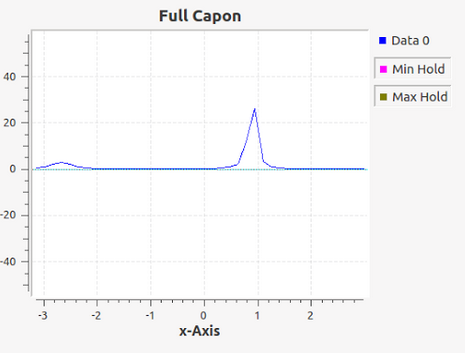 Full Capon
Data 0
Min Hold
Max Hold
40
20
0
-20
-40
-3 -2 -1 0 1 2
x-Axis